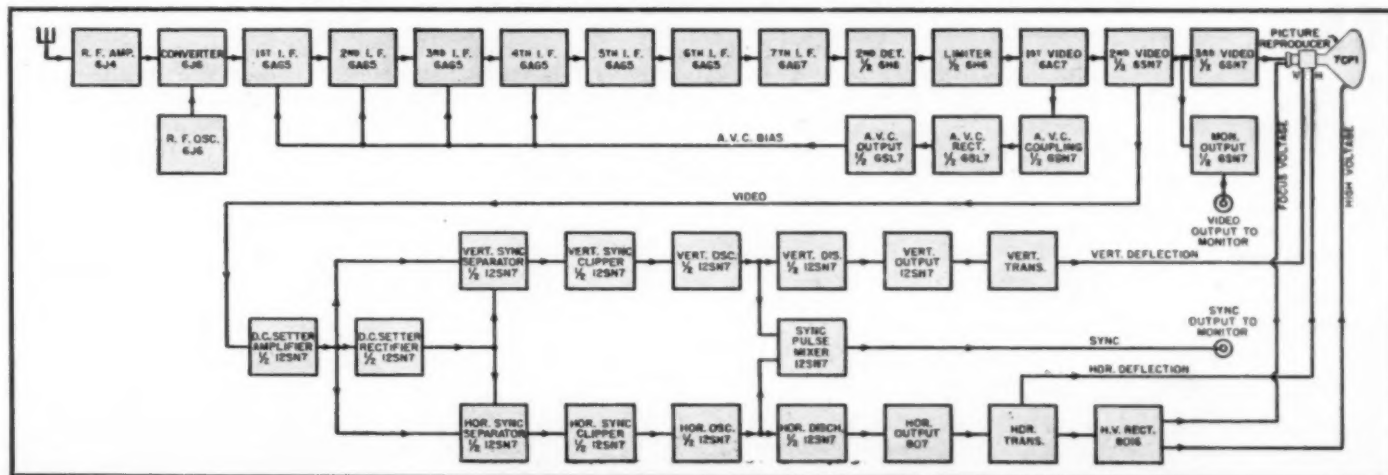 R. F. AMP.
6J4
CONVERTER
6J6
1ST I. F.
6AG5
2ND I. F.
6AG5
3RD I. F.
6AG5
4TH I. F.
6AG5
5TH I. F.
6AG5
6TH I. F.
6AG5
7TH I. F.
6AG7
2ND DET.
1/2 6H6
LIMITER
1/2 6H6
1ST VIDEO
6AC7
2ND VIDEO
1/2 6SN7
3RD VIDEO
1/2 6SN7
PICTURE
REPRODUCER
V
H
7CP1
R. F. OSC.
6J6
A. V. C. BIAS
A. V. C.
OUTPUT
1/2 6SL7
A. V. C.
RECT.
1/2 6SL7
A. V. C.
COUPLING
1/2 6SN7
MON.
OUTPUT
1/2 6SN7
FOCUS VOLTAGE
HIGH VOLTAGE
VIDEO
VIDEO
OUTPUT TO
MONITOR
VERT. SYNC
SEPARATOR
1/2 12SN7
VERT. SYNC
CLIPPER
1/2 12SN7
VERT. OSC.
1/2 12SN7
VERT. DIS.
1/2 12SN7
VERT.
OUTPUT
12SN7
VERT.
TRANS.
VERT. DEFLECTION
D.C. SETTER
AMPLIFIER
1/2 12SN7
D.C. SETTER
RECTIFIER
1/2 12SN7
SYNC
PULSE
MIXER
12SN7
SYNC
SYNC
OUTPUT TO
MONITOR
HOR. DEFLECTION
HOR. SYNC
SEPARATOR
1/2 12SN7
HOR. SYNC
CLIPPER
1/2 12SN7
HOR. OSC.
1/2 12SN7
HOR. DISCH.
1/2 12SN7
HOR.
OUTPUT
807
HOR.
TRANS.
H.V. RECT.
8016